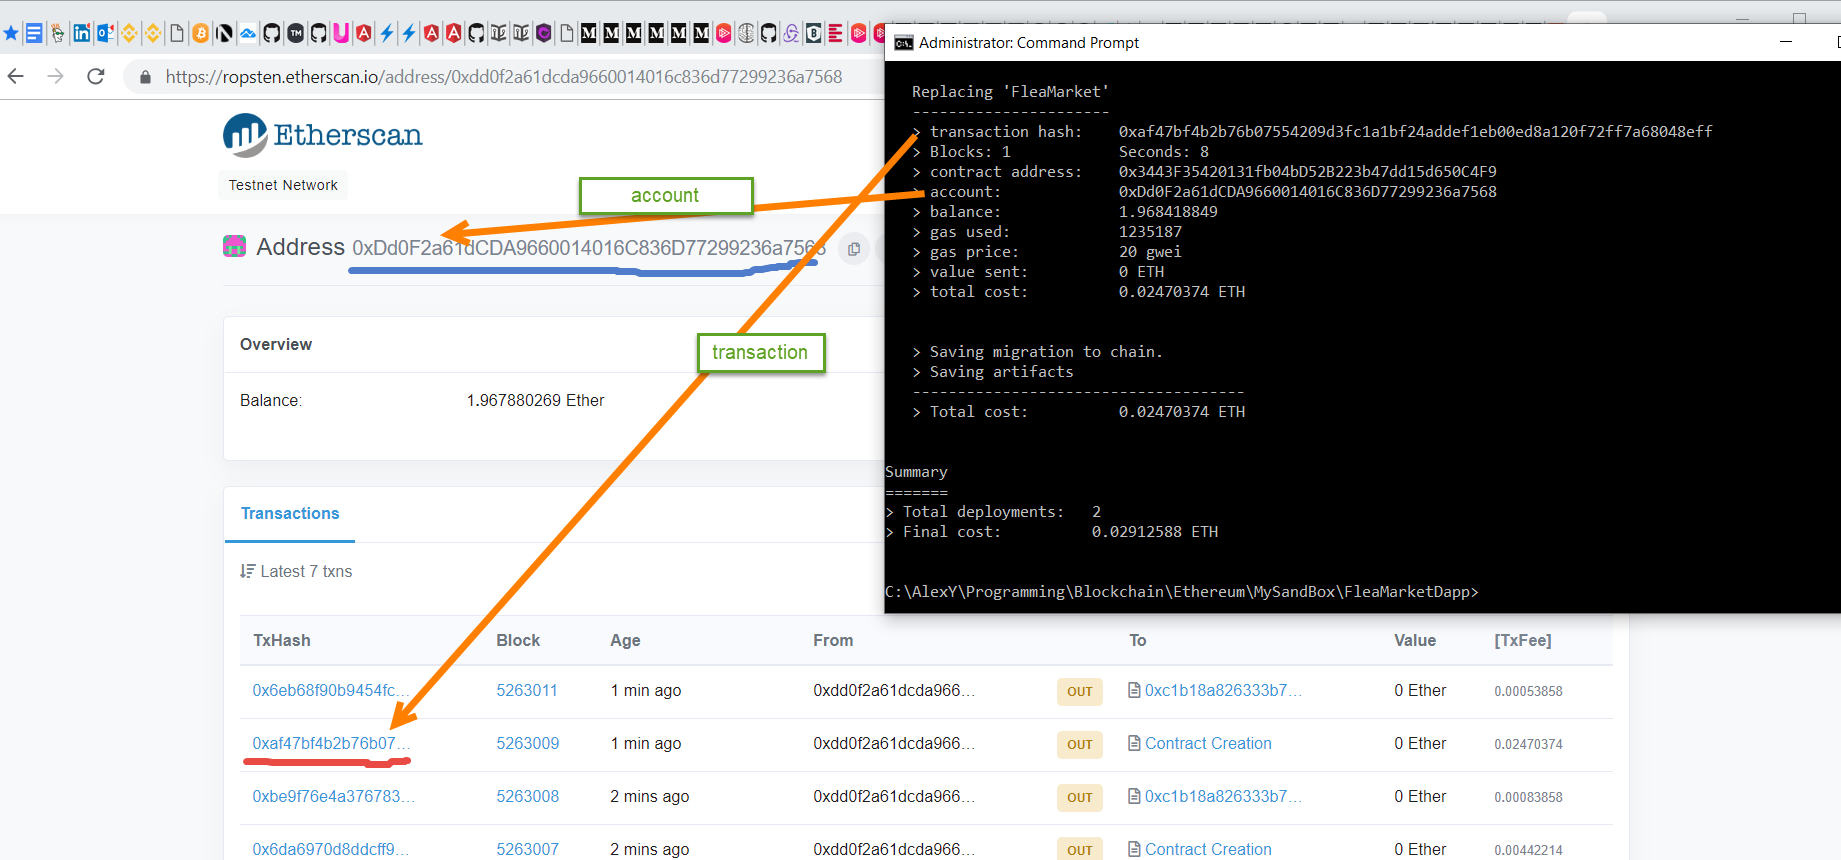 Administrator: Command Prompt
https://ropsten.etherscan.io/address/0xdd0f2a61dcda9660014016c836d77299236a7568
Etherscan
Testnet Network
account
Address 0xDd0F2a61dCDA9660014016C836D77299236a7568
transaction
Overview
Balance: 1.967880269 Ether
Transactions
Latest 7 txns
TxHash Block Age From To Value [TxFee]
0x6eb68f90b9454fc... 5263011 1 min ago 0xdd0f2a61dcda966... OUT 0xc1b18a826333b7... 0 Ether 0.00053858
0xaf47bf4b2b76b07... 5263009 1 min ago 0xdd0f2a61dcda966... OUT Contract Creation 0 Ether 0.02470374
0xbe9f76e4a376783... 5263008 2 mins ago 0xdd0f2a61dcda966... OUT 0xc1b18a826333b7... 0 Ether 0.00083858
0x6da6970d8ddcff9... 5263007 2 mins ago 0xdd0f2a61dcda966... OUT Contract Creation 0 Ether 0.00442214
Replacing 'FleaMarket'
----------------------
> transaction hash: 0xaf47bf4b2b76b07554209d3fc1a1bf24addef1eb00ed8a120f72ff7a68048eff
> Blocks: 1 Seconds: 8
> contract address: 0x3443F35420131fb04bD52B223b47dd15d650C4F9
> account: 0xDd0F2a61dCDA9660014016C836D77299236a7568
> balance: 1.968418849
> gas used: 1235187
> gas price: 20 gwei
> value sent: 0 ETH
> total cost: 0.02470374 ETH
> Saving migration to chain.
> Saving artifacts
-------------------------------------
> Total cost: 0.02470374 ETH
Summary
=======
> Total deployments: 2
> Final cost: 0.02912588 ETH
C:\AlexY\Programming\Blockchain\Ethereum\MySandBox\FleaMarketDapp>